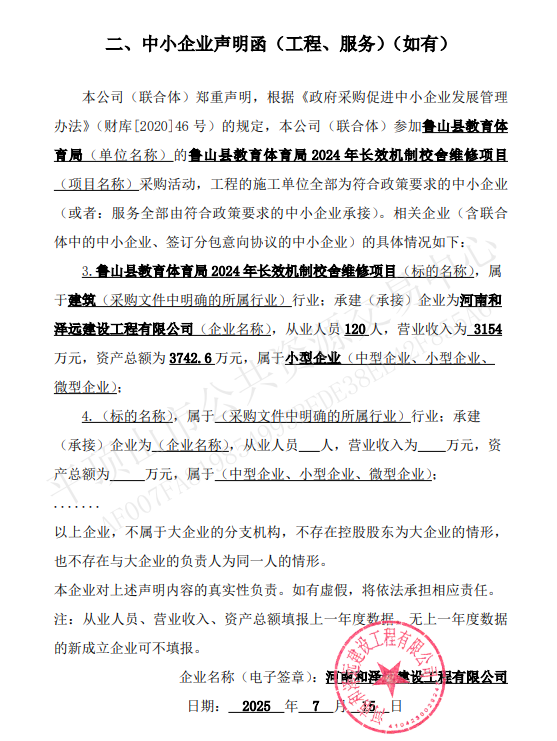 二、中小企业声明函（工程、服务）（如有）
本公司（联合体）郑重声明，根据《政府采购促进中小企业发展管理
办法》（财库[2020]46 号）的规定，本公司（联合体）参加鲁山县教育体
育局（单位名称）的鲁山县教育体育局 2024 年长效机制校舍维修项目
（项目名称）采购活动，工程的施工单位全部为符合政策要求的中小企业
（或者：服务全部由符合政策要求的中小企业承接）。相关企业（含联合
体中的中小企业、签订分包意向协议的中小企业）的具体情况如下：
3.鲁山县教育体育局 2024 年长效机制校舍维修项目（标的名称），属
于建筑（采购文件中明确的所属行业）行业；承建（承接）企业为河南和
泽远建设工程有限公司（企业名称），从业人员 120 人，营业收入为 3154
万元，资产总额为 3742.6 万元，属于小型企业（中型企业、小型企业、
微型企业）；
4.（标的名称），属于（采购文件中明确的所属行业）行业；承建
（承接）企业为（企业名称），从业人员___人，营业收入为____万元，资
产总额为_____万元，属于（中型企业、小型企业、微型企业）；
.......
以上企业，不属于大企业的分支机构，不存在控股股东为大企业的情形，
也不存在与大企业的负责人为同一人的情形。
本企业对上述声明内容的真实性负责。如有虚假，将依法承担相应责任。
注：从业人员、营业收入、资产总额填报上一年度数据，无上一年度数据
的新成立企业可不填报。
企业名称（电子签章）：河南和泽远建设工程有限公司
日期： 2025 年 7 月 15 日